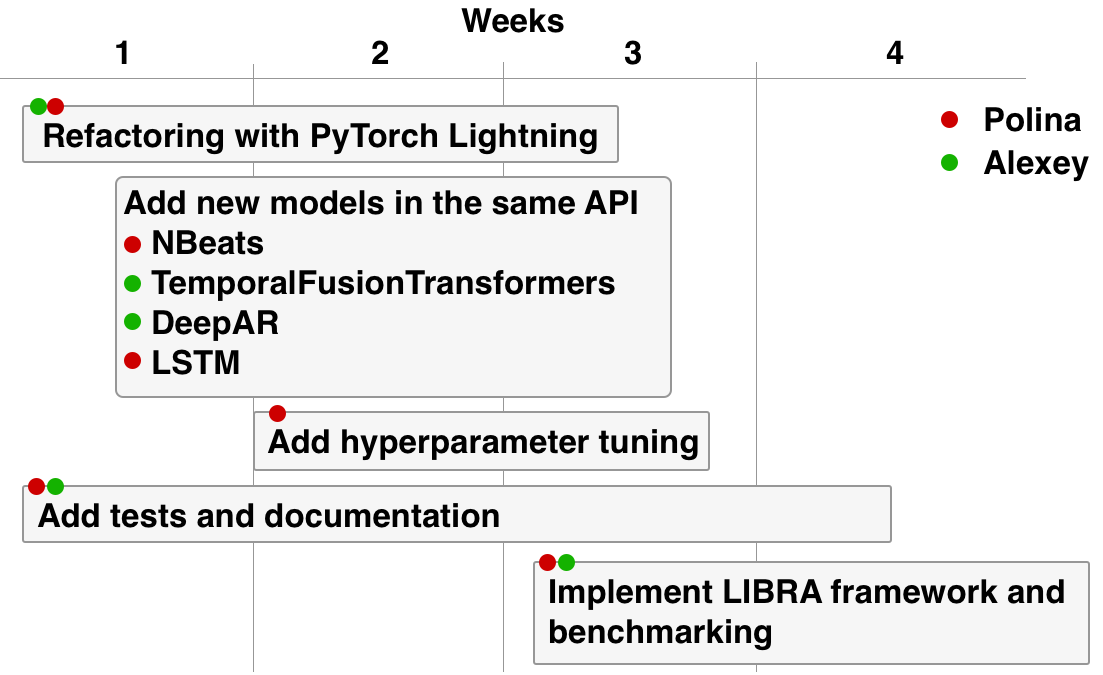 Weeks
1 2 3 4
Refactoring with PyTorch Lightning
Polina
Alexey
Add new models in the same API
NBeats
TemporalFusionTransformers
DeepAR
LSTM
Add hyperparameter tuning
Add tests and documentation
Implement LIBRA framework and
benchmarking